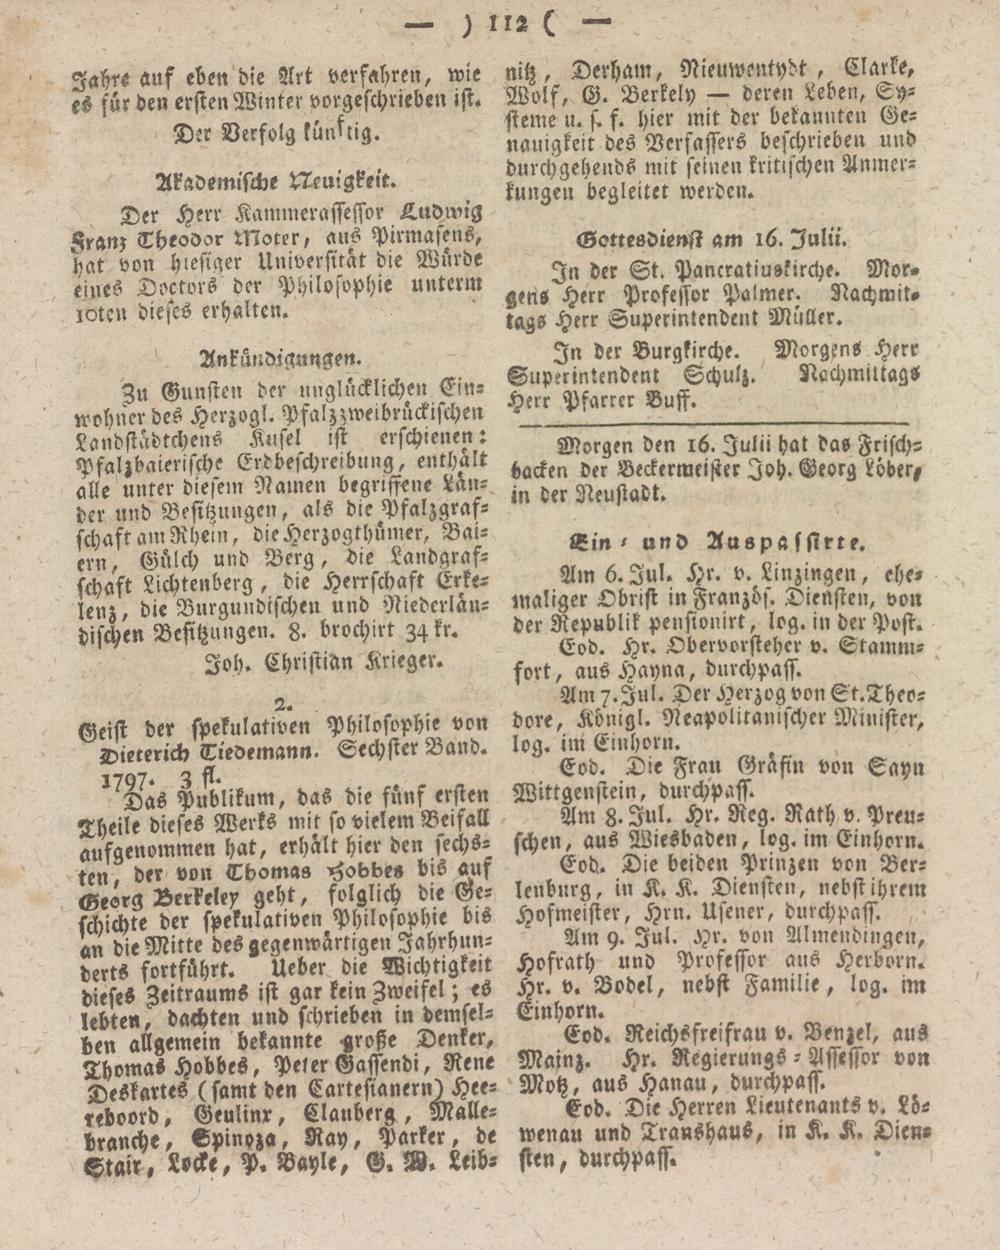 — ) 112 ( —
Jahre auf eben die Art verfahren, wie
es für den ersten Winter vorgeschrieben ist.
Der Verfolg künftig.
Akademische Neuigkeit.
Der Herr Kammerassessor Ludwig
Franz Theodor Moter, aus Pirmasens,
hat von hiesiger Universität die Würde
eines Doctors der Philosophie unterm
10ten dieses erhalten.
Ankündigungen.
Zu Gunsten der unglücklichen Ein-
wohner des Herzogl. Pfalzzweibrückischen
Landstädtchens Kusel ist erschienen:
Pfalzbaierische Erdbeschreibung, enthält
alle unter diesem Namen begriffene Län-
der und Besitzungen, als die Pfalzgraf-
schaft am Rhein, die Herzogthümer, Bai-
ern, Gülch und Berg, die Landgraf-
schaft Lichtenberg, die Herrschaft Erke-
lenz, die Burgundischen und Niederlän-
dischen Besitzungen. 8. brochirt 34 kr.
Joh. Christian Krieger.
2.
Geist der spekulativen Philosophie von
Dieterich Tiedemann. Sechster Band.
1797. 3 fl.
Das Publikum, das die fünf ersten
Theile dieses Werks mit so vielem Beifall
aufgenommen hat, erhält hier den sechs-
ten, der von Thomas Hobbes bis auf
Georg Berkeley geht, folglich die Ge-
schichte der spekulativen Philosophie bis
an die Mitte des gegenwärtigen Jahrhun-
derts fortführt. Ueber die Wichtigkeit
dieses Zeitraums ist gar kein Zweifel; es
lebten, dachten und schrieben in demsel-
ben allgemein bekannte große Denker,
Thomas Hobbes, Peter Gassendi, Rene
Deskartes (samt den Cartesianern) Hee-
reboord, Geulinx, Clauberg, Malle-
branche, Spinoza, Ray, Parker, de
Stair, Locke, P. Bayle, G. W. Leib-
nitz, Derham, Nieuwentydt, Clarke,
Wolf, G. Berkely — deren Leben, Sy-
steme u. s. f. hier mit der bekannten Ge-
nauigkeit des Verfassers beschrieben und
durchgehends mit seinen kritischen Anmer-
kungen begleitet werden.
Gottesdienst am 16. Julii.
In der St. Pancratiuskirche. Mor-
gens Herr Professor Palmer. Nachmit-
tags Herr Superintendent Müller.
In der Burgkirche. Morgens Herr
Superintendent Schulz. Nachmittags
Herr Pfarrer Buff.
Morgen den 16. Julii hat das Frisch-
backen der Beckermeister Joh. Georg Löber,
in der Neustadt.
Ein- und Auspassirte.
Am 6. Jul. Hr. v. Linzingen, ehe-
maliger Obrist in Französ. Diensten, von
der Republik pensionirt, log. in der Post.
Eod. Hr. Obervorsteher v. Stamm-
fort, aus Hayna, durchpass.
Am 7. Jul. Der Herzog von St. Theo-
dore, Königl. Neapolitanischer Minister,
log. im Einhorn.
Eod. Die Frau Gräfin von Sayn
Wittgenstein, durchpass.
Am 8. Jul. Hr. Reg. Rath v. Preu-
schen, aus Wiesbaden, log. im Einhorn.
Eod. Die beiden Prinzen von Ber-
lenburg, in K. K. Diensten, nebst ihrem
Hofmeister, Hrn. Usener, durchpass.
Am 9. Jul. Hr. von Almendingen,
Hofrath und Professor aus Herborn.
Hr. v. Bodel, nebst Familie, log. im
Einhorn.
Eod. Reichsfreifrau v. Benzel, aus
Mainz. Hr. Regierungs-Assessor von
Motz, aus Hanau, durchpass.
Eod. Die Herren Lieutenants v. Lö-
wenau und Transhaus, in K. K. Dien-
sten, durchpass.